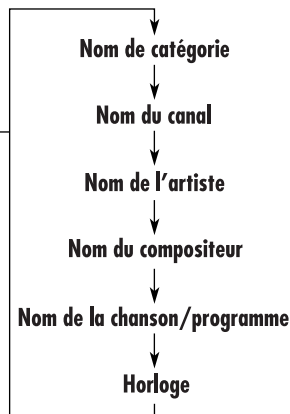 Nom de catégorie
Nom du canal
Nom de l'artiste
Nom du compositeur
Nom de la chanson/programme
Horloge